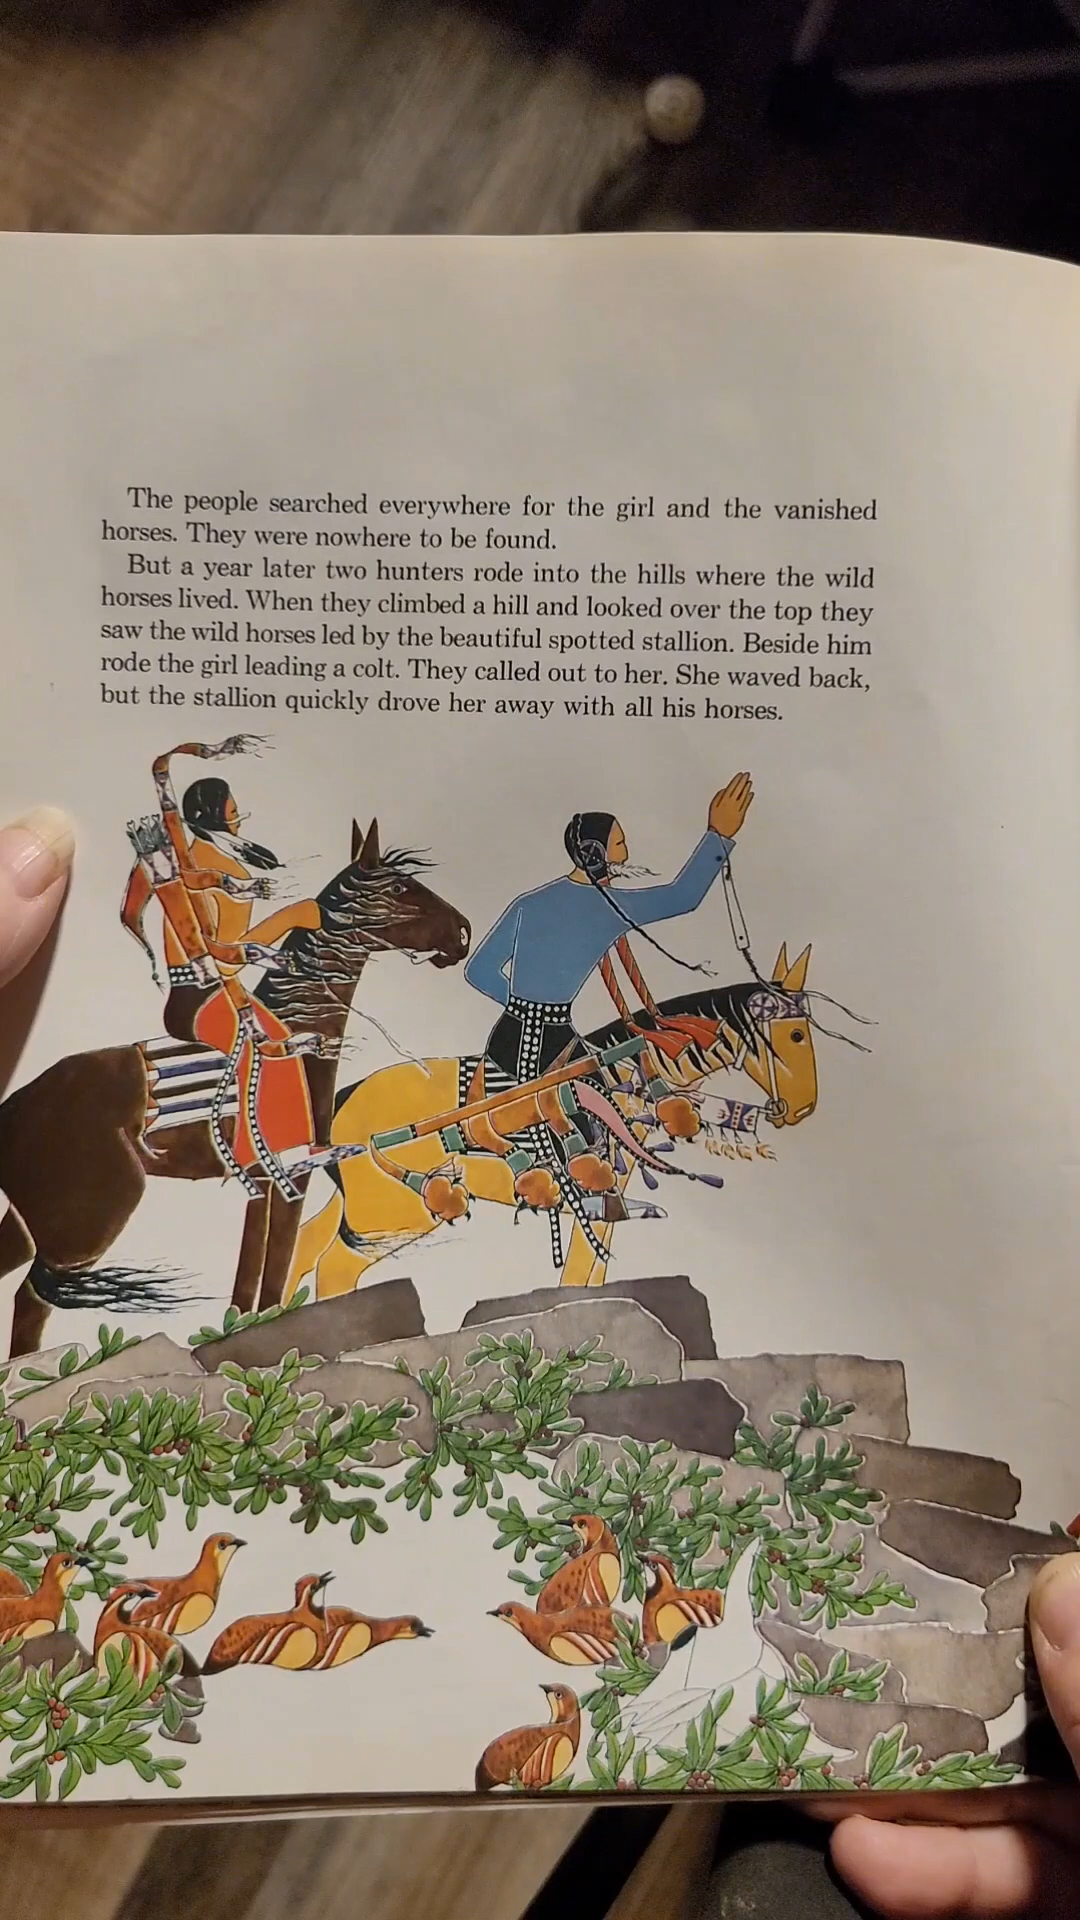 The people searched everywhere for the girl and the vanished
horses. They were nowhere to be found.
But a year later two hunters rode into the hills where the wild
horses lived. When they climbed a hill and looked over the top they
saw the wild horses led by the beautiful spotted stallion. Beside him
rode the girl leading a colt. They called out to her. She waved back,
but the stallion quickly drove her away with all his horses.